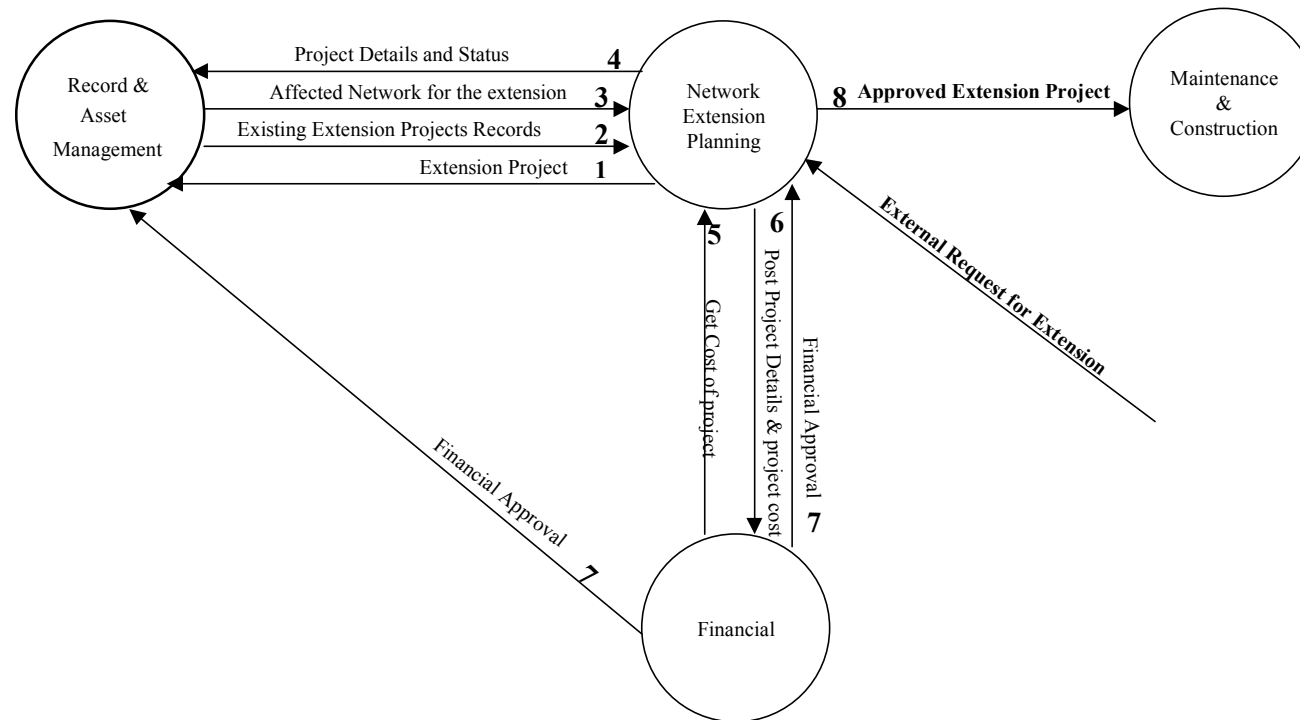 Project Details and Status 4
Record &
Asset
Management
Affected Network for the extension 3
Existing Extension Projects Records 2
Extension Project 1
Network
Extension
Planning
8 Approved Extension Project
Maintenance
&
Construction
External Request for Extension
5
Get Cost of project
6
Post Project Details & project cost
Financial Approval 7
Financial Approval 7
Financial